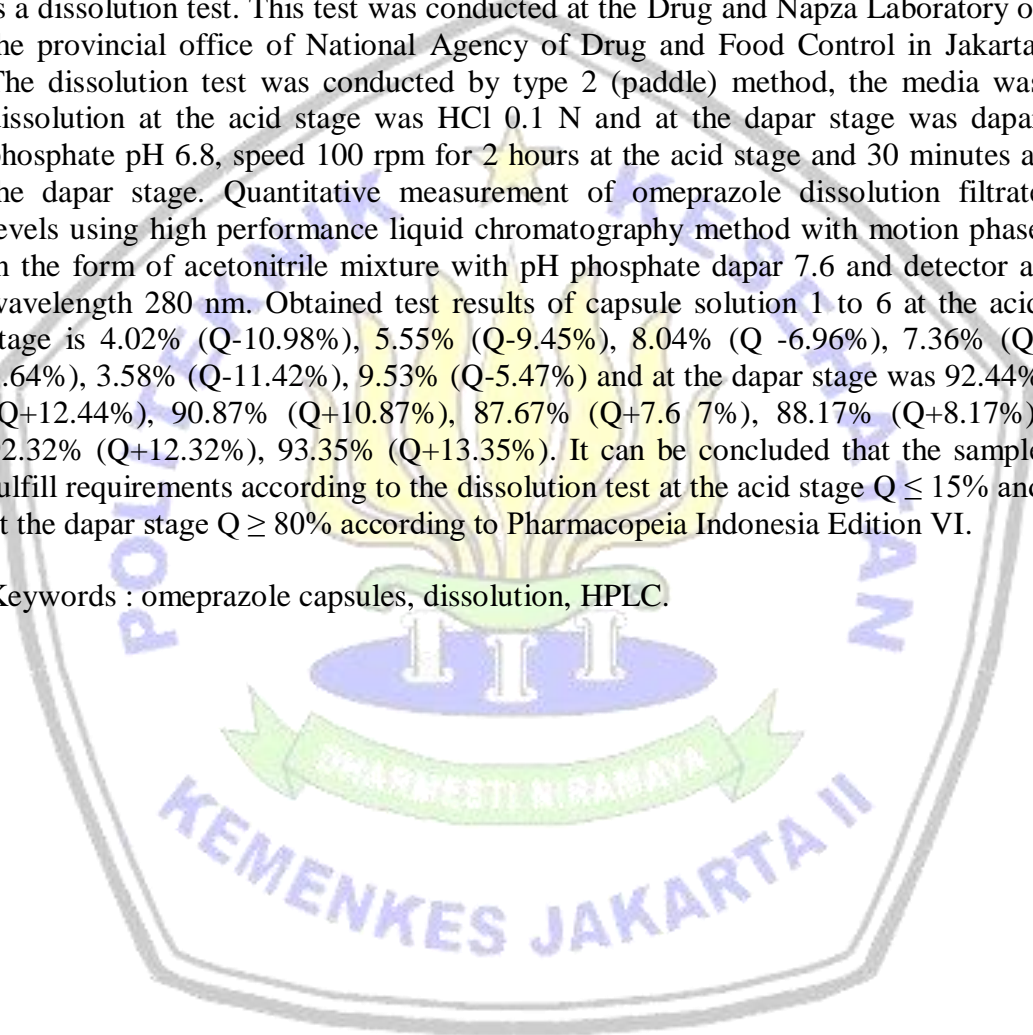 s a dissolution test. This test was conducted at the Drug and Napza Laboratory o
he provincial office of National Agency of Drug and Food Control in Jakarta
The dissolution test was conducted by type 2 (paddle) method, the media was
dissolution at the acid stage was HCl 0.1 N and at the dapar stage was dapar
phosphate pH 6.8, speed 100 rpm for 2 hours at the acid stage and 30 minutes a
he dapar stage. Quantitative measurement of omeprazole dissolution filtrate
levels using high performance liquid chromatography method with motion phase
n the form of acetonitrile mixture with pH phosphate dapar 7.6 and detector a
wavelength 280 nm. Obtained test results of capsule solution 1 to 6 at the acid
tage is 4.02% (Q-10.98%), 5.55% (Q-9.45%), 8.04% (Q -6.96%), 7.36% (Q
.64%), 3.58% (Q-11.42%), 9.53% (Q-5.47%) and at the dapar stage was 92.44%
(Q+12.44%), 90.87% (Q+10.87%), 87.67% (Q+7.6 7%), 88.17% (Q+8.17%)
2.32% (Q+12.32%), 93.35% (Q+13.35%). It can be concluded that the sample
fulfill requirements according to the dissolution test at the acid stage Q ≤ 15% and
t the dapar stage Q ≥ 80% according to Pharmacopeia Indonesia Edition VI.
Keywords : omeprazole capsules, dissolution, HPLC.
POLITEKNIK KESEHATAN
DHARMESTI NIRAMAYA
KEMENKES JAKARTA II